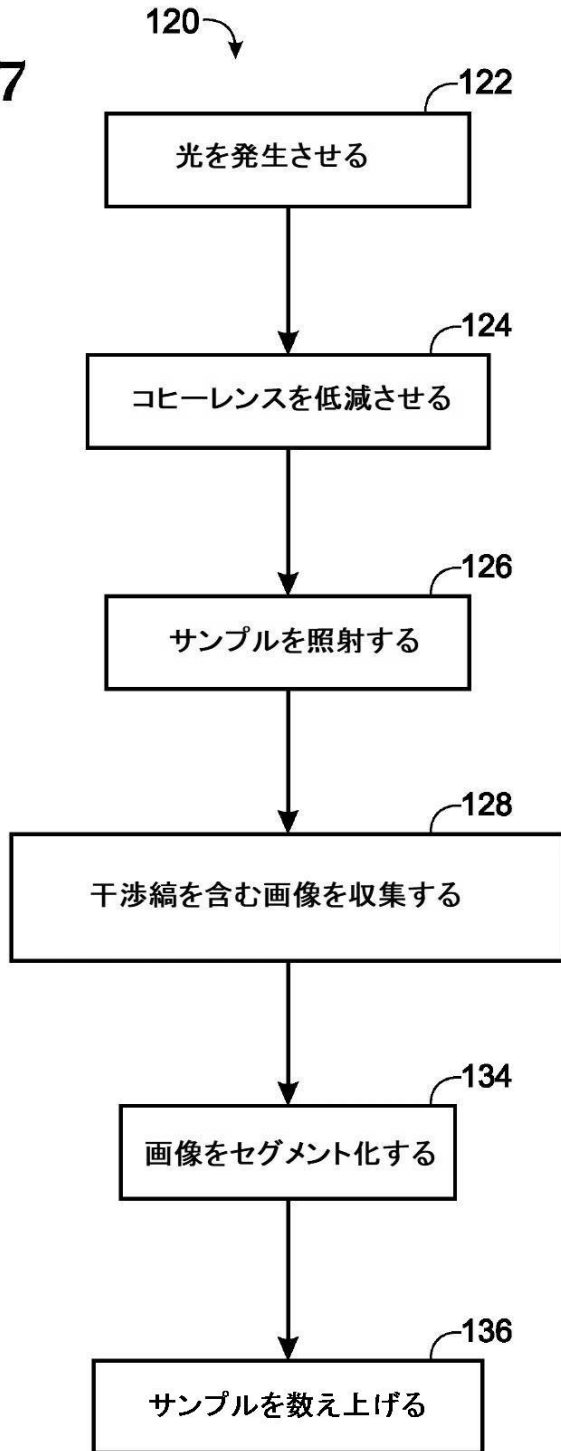 120
7
122
光を発生させる
124
コヒーレンスを低減させる
126
サンプルを照射する
128
干渉縞を含む画像を収集する
134
画像をセグメント化する
136
サンプルを数え上げる